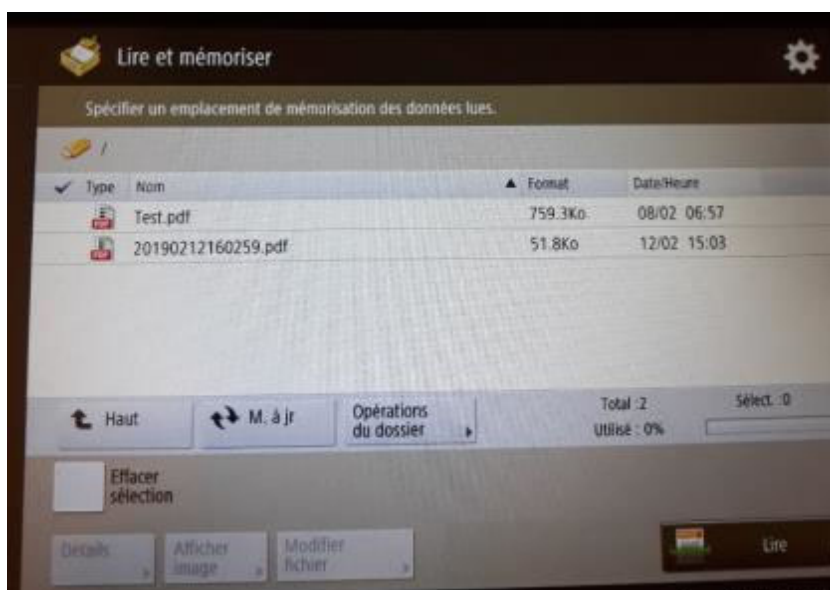 Lire et mémoriser
Spécifier un emplacement de mémorisation des données lues.
/
Type Nom ▲ Format Date/Heure
PDF Test.pdf 759.3Ko 08/02 06:57
PDF 20190212160259.pdf 51.8Ko 12/02 15:03
Haut M. à jr Opérations du dossier Total :2 Sélect. :0
Utilisé : 0%
Effacer
sélection
Détails Afficher image Modifier fichier Lire